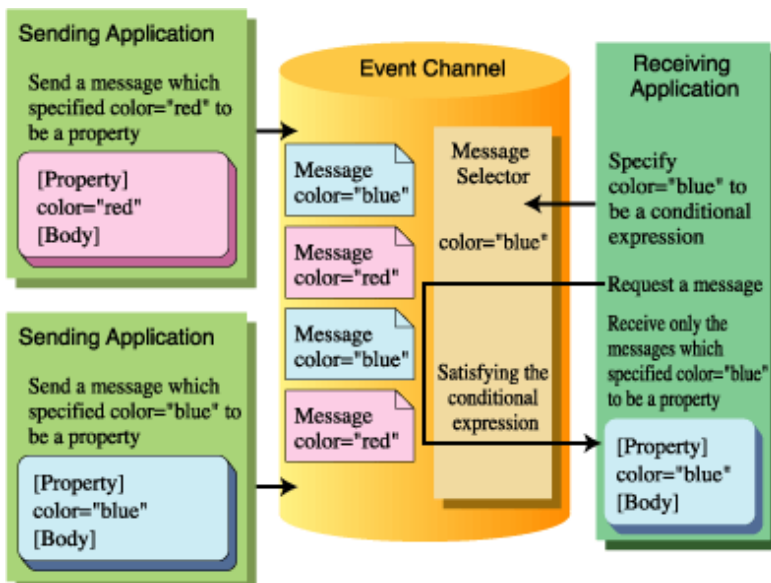 Sending Application
Send a message which
specified color="red" to
be a property
[Property]
color="red"
[Body]
Sending Application
Send a message which
specified color="blue" to
be a property
[Property]
color="blue"
[Body]
Event Channel
Message
color="blue"
Message
color="red"
Message
color="blue"
Message
color="red"
Message
Selector
color="blue"
Satisfying the
conditional
expression
Receiving
Application
Specify
color="blue" to
be a conditional
expression
Request a message
Receive only the
messages which
specified color="blue"
to be a property
[Property]
color="blue"
[Body]